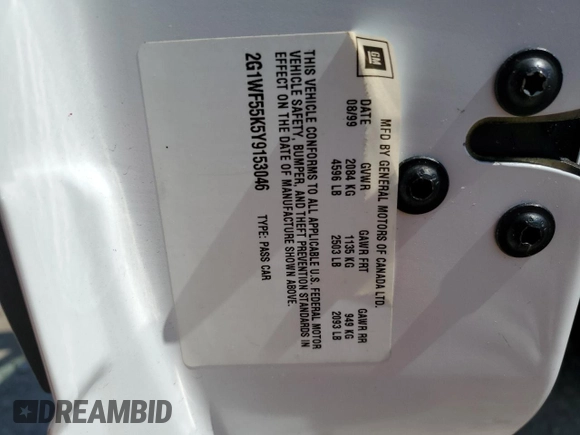 GM
MFD BY GENERAL MOTORS OF CANADA LTD.
DATE GVWR GAWR FRT GAWR RR
08/99 2084 KG 1135 KG 949 KG
4596 LB 2503 LB 2093 LB
THIS VEHICLE CONFORMS TO ALL APPLICABLE U.S. FEDERAL MOTOR
VEHICLE SAFETY, BUMPER, AND THEFT PREVENTION STANDARDS IN
EFFECT ON THE DATE OF MANUFACTURE SHOWN ABOVE.
2G1WF55K5Y9153046 TYPE: PASS CAR
DREAMBID